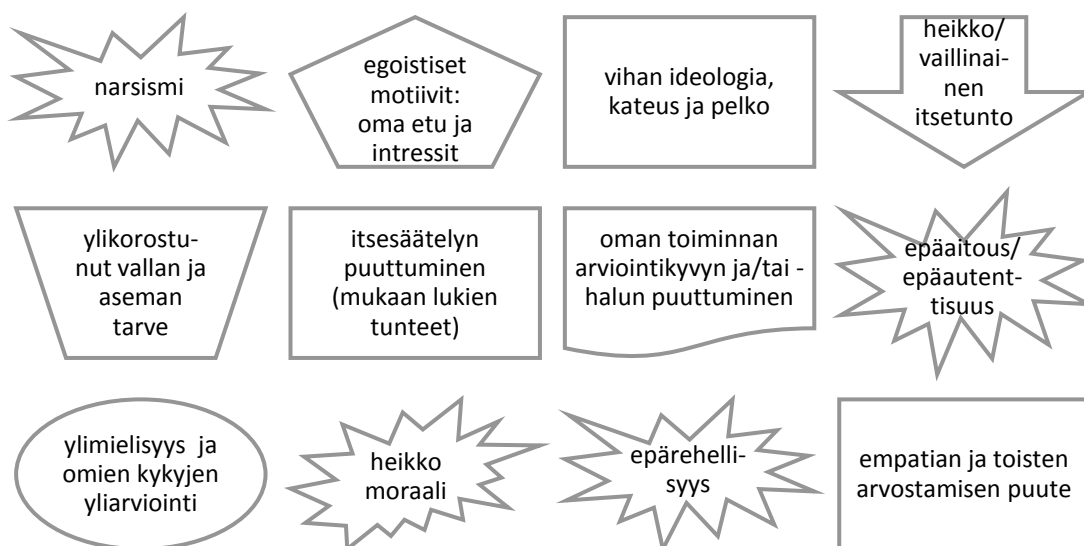 narsismi
egoistiset
motiivit:
oma etu ja
intressit
vihan ideologia,
kateus ja pelko
heikko/
vaillinai-
nen
itsetunto
ylikorostu-
nut vallan ja
aseman
tarve
itsesäätelyn
puuttuminen
(mukaan lukien
tunteet)
oman toiminnan
arviointikyvyn ja/tai -
halun puuttuminen
epäaitous/
epäautent-
tisuus
ylimielisyys ja
omien kykyjen
yliarviointi
heikko
moraali
epärehelli-
syys
empatian ja toisten
arvostamisen puute